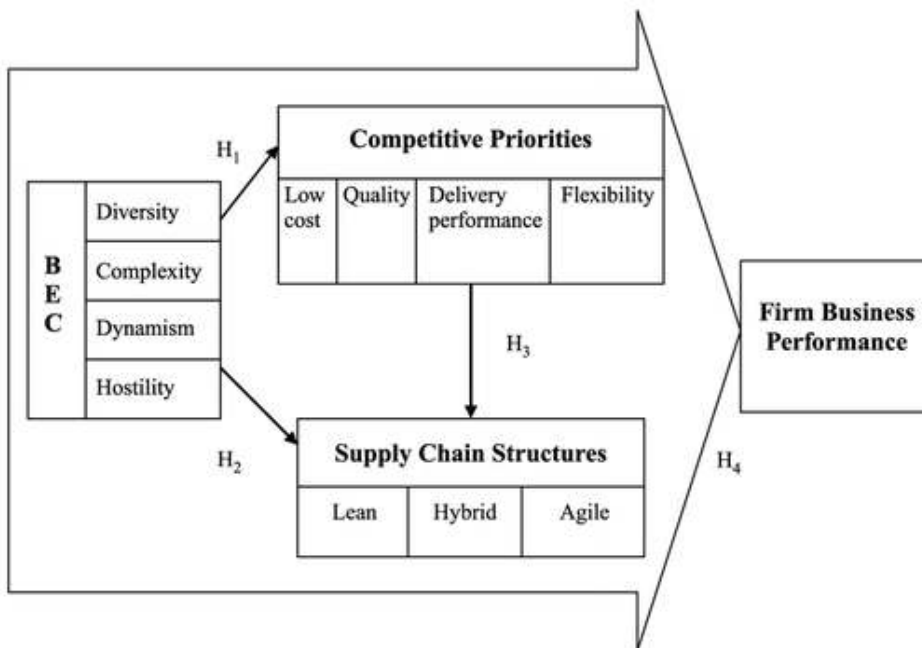 Competitive Priorities
H1
Low cost
Quality
Delivery performance
Flexibility
BEC
Diversity
Complexity
Dynamism
Hostility
H3
Firm Business
Performance
H2
Supply Chain Structures
Lean
Hybrid
Agile
H4